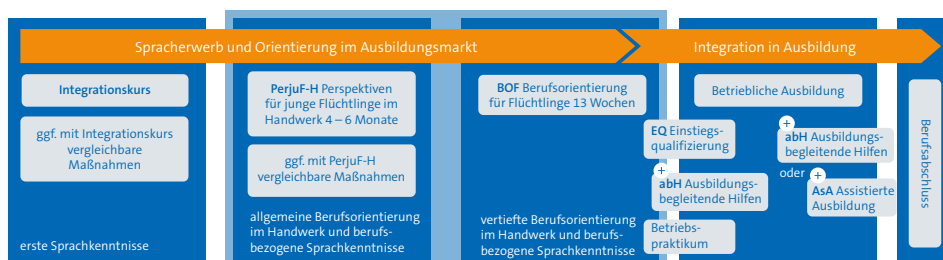 Spracherwerb und Orientierung im Ausbildungsmarkt
Integration in Ausbildung
Integrationskurs
ggf. mit Integrationskurs
vergleichbare
Maßnahmen
erste Sprachkenntnisse
PerjuF-H Perspektiven
für junge Flüchtlinge im
Handwerk 4 – 6 Monate
ggf. mit PerjuF-H
vergleichbare Maßnahmen
allgemeine Berufsorientierung
im Handwerk und berufs-
bezogene Sprachkenntnisse
BOF Berufsorientierung
für Flüchtlinge 13 Wochen
vertiefte Berufsorientierung
im Handwerk und berufs-
bezogene Sprachkenntnisse
EQ Einstiegs-
qualifizierung
+
abH Ausbildungs-
begleitende Hilfen
Betriebs-
praktikum
Betriebliche Ausbildung
+
abH Ausbildungs-
begleitende Hilfen
oder
+
AsA Assistierte
Ausbildung
Berufsabschluss